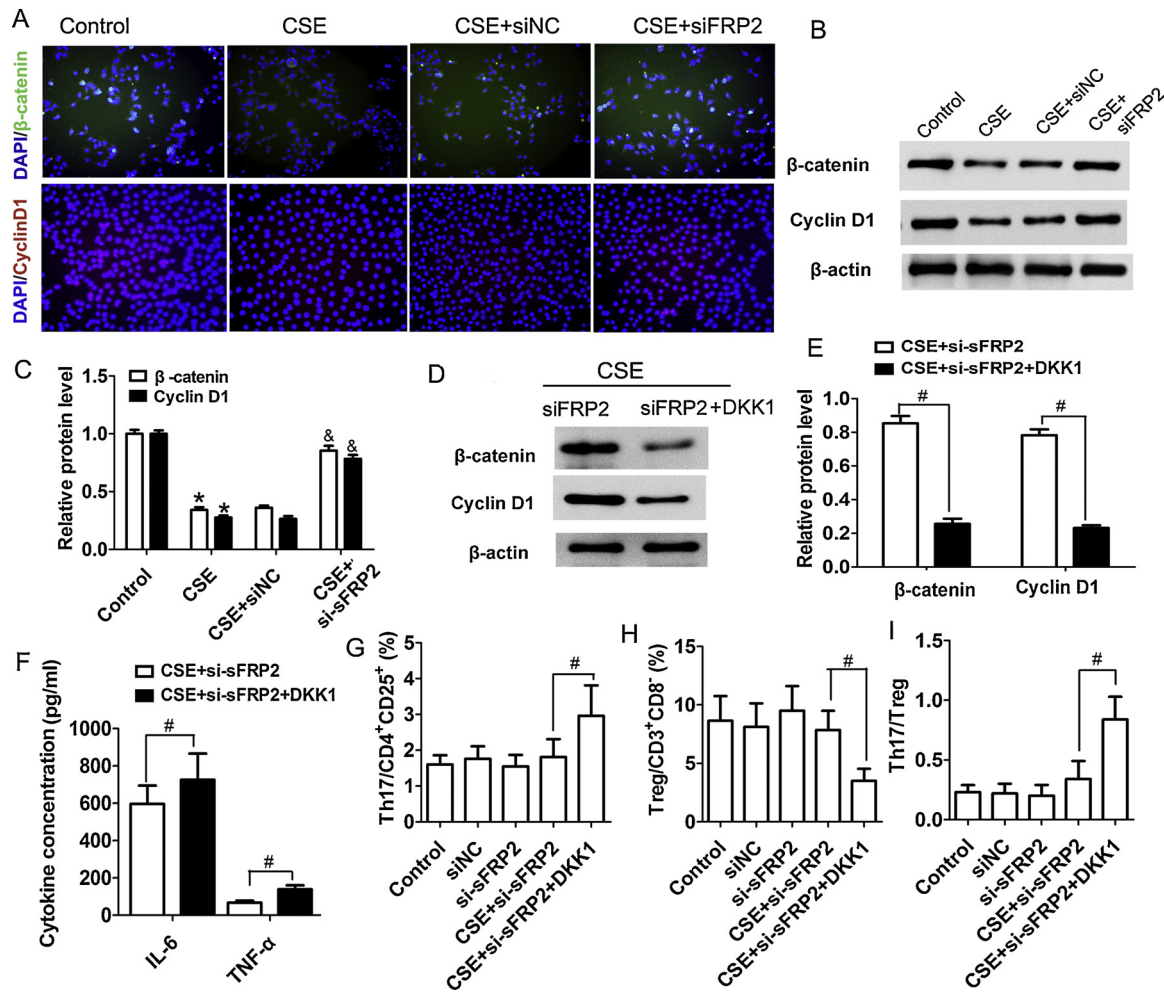 A
Control
CSE
CSE+siNC
CSE+siFRP2
DAPI/β-catenin
DAPI/CyclinD1
B
Control
CSE
CSE+siNC
CSE+
siFRP2
β-catenin
Cyclin D1
β-actin
C
β -catenin
Cyclin D1
Relative protein level
1.5
1.0
0.5
0.0
*
*
&
&
Control
CSE
CSE+siNC
CSE+
si-sFRP2
D
CSE
siFRP2
siFRP2+DKK1
β-catenin
Cyclin D1
β-actin
E
CSE+si-sFRP2
CSE+si-sFRP2+DKK1
Relative protein level
0.8
0.6
0.4
0.2
0.0
#
#
β-catenin
Cyclin D1
F
CSE+si-sFRP2
CSE+si-sFRP2+DKK1
Cytokine concentration (pg/ml)
1000
800
600
400
200
0
#
#
IL-6
TNF-α
G
Th17/CD4⁺CD25⁺ (%)
5
4
3
2
1
0
#
Control
siNC
si-sFRP2
CSE+si-sFRP2
CSE+si-sFRP2+DKK1
H
Treg/CD3⁺CD8⁻ (%)
15
10
5
0
#
Control
siNC
si-sFRP2
CSE+si-sFRP2
CSE+si-sFRP2+DKK1
I
Th17/Treg
1.5
1.0
0.5
0.0
#
Control
siNC
si-sFRP2
CSE+si-sFRP2
CSE+si-sFRP2+DKK1